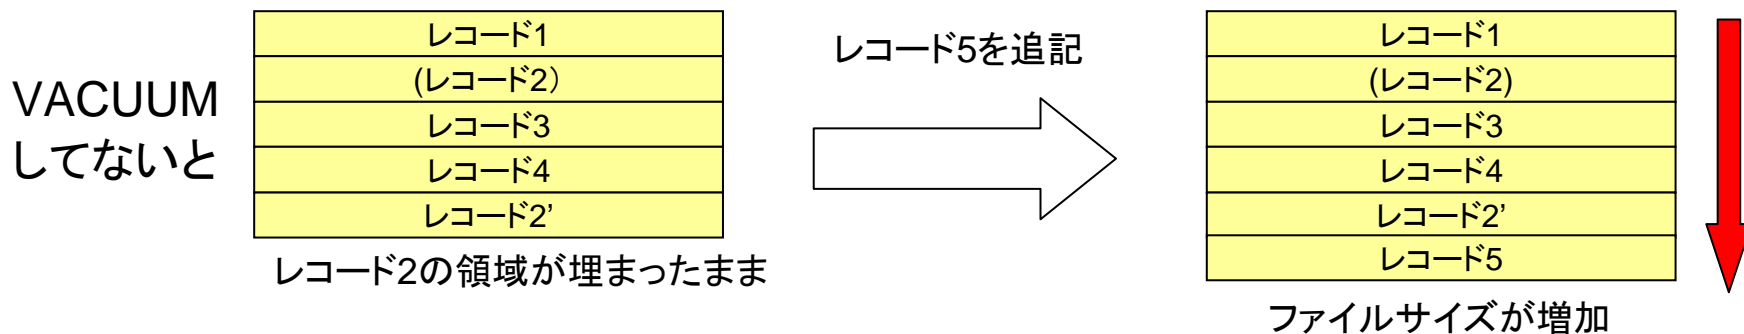 VACUUM
してないと
レコード1
(レコード2）
レコード3
レコード4
レコード2’
レコード2の領域が埋まったまま
レコード5を追記
レコード1
(レコード2)
レコード3
レコード4
レコード2’
レコード5
ファイルサイズが増加